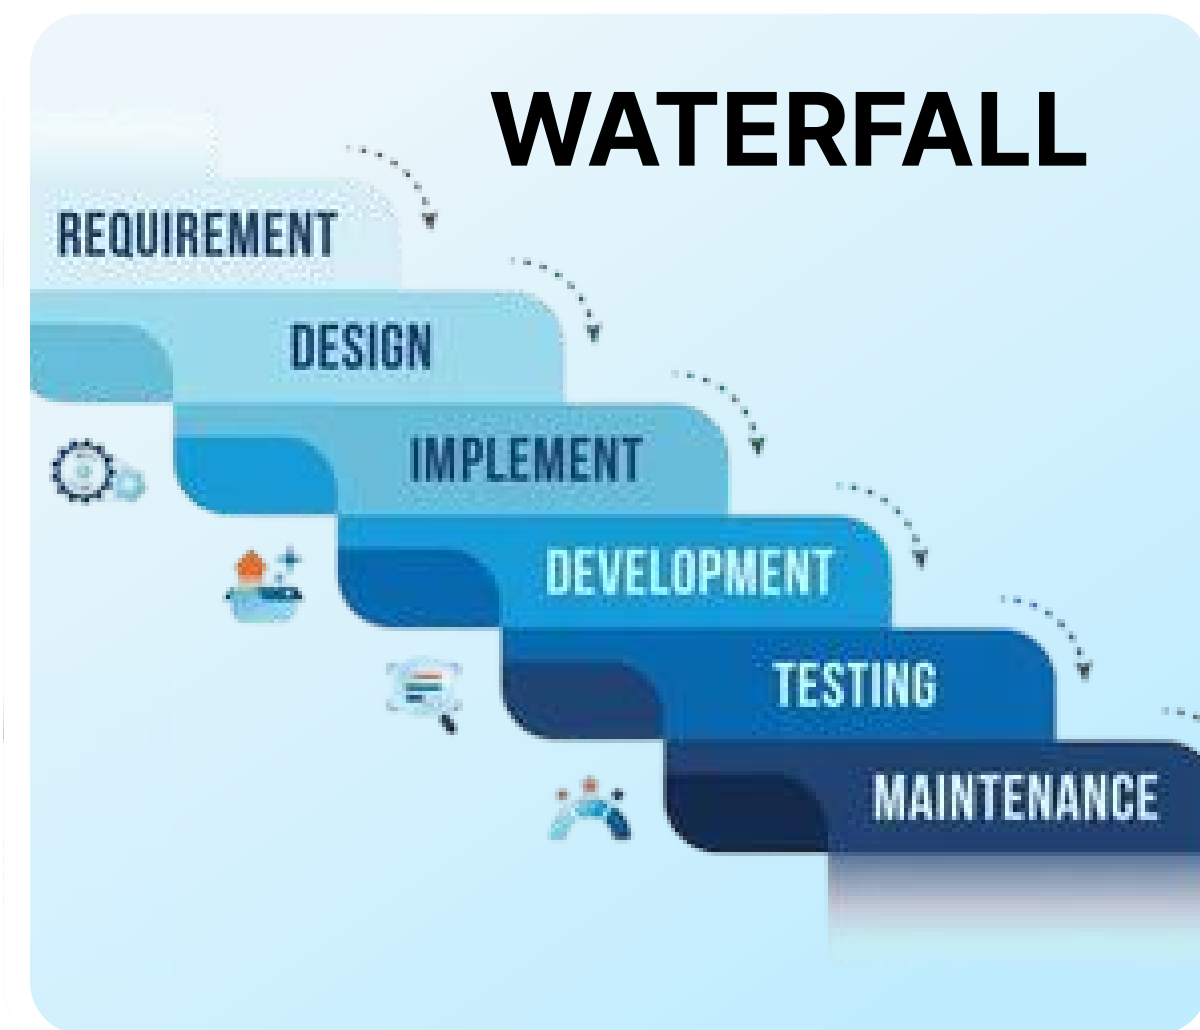 WATERFALL
REQUIREMENT
DESIGN
IMPLEMENT
DEVELOPMENT
TESTING
MAINTENANCE